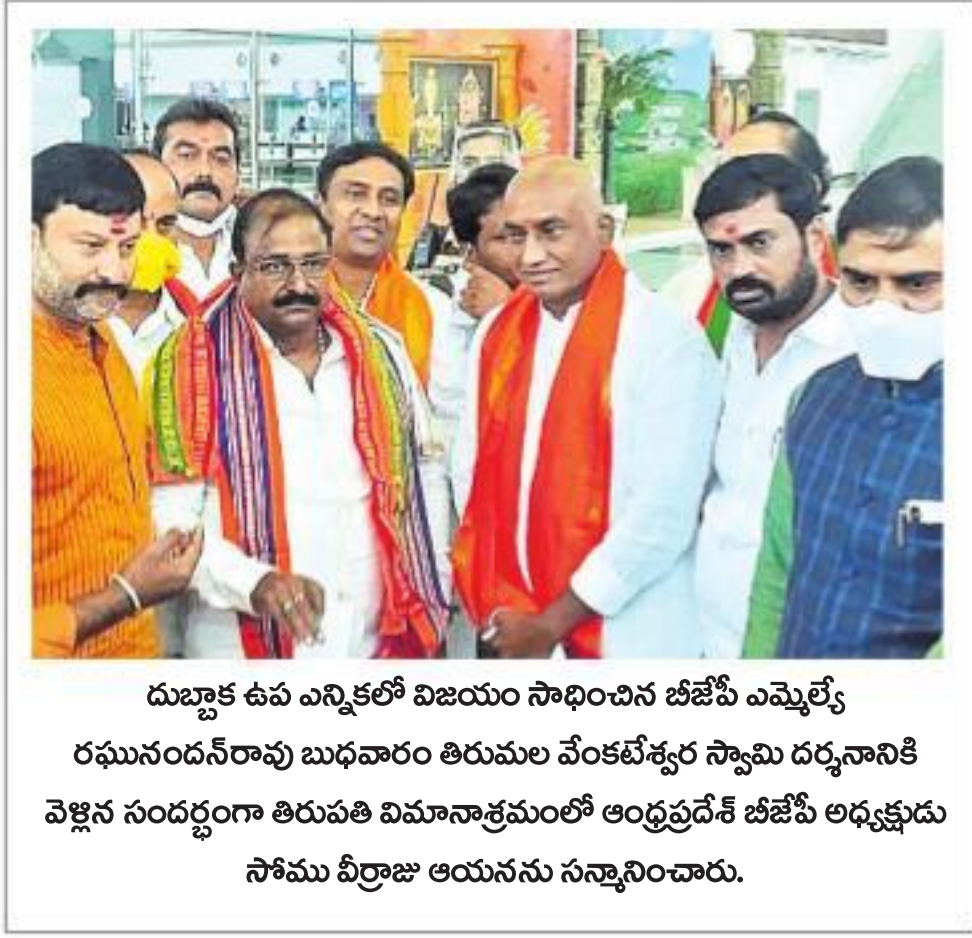 దుబ్బాక ఉప ఎన్నికలో విజయం సాధించిన బీజేపీ ఎమ్మెల్యే
రఘునందన్‌రావు బుధవారం తిరుమల వేంకటేశ్వర స్వామి దర్శనానికి
వెళ్లిన సందర్భంగా తిరుపతి విమానాశ్రమంలో ఆంధ్రప్రదేశ్ బీజేపీ అధ్యక్షుడు
సోము వీర్రాజు ఆయనను సన్మానించారు.